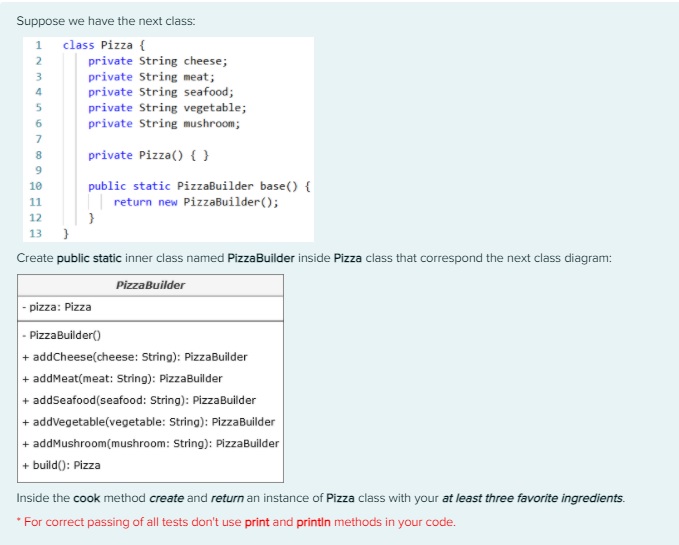 Suppose we have the next class:
1 class Pizza {
2 private String cheese;
3 private String meat;
4 private String seafood;
5 private String vegetable;
6 private String mushroom;
7
8 private Pizza() { }
9
10 public static PizzaBuilder base() {
11 return new PizzaBuilder();
12 }
13 }
Create public static inner class named PizzaBuilder inside Pizza class that correspond the next class diagram:
PizzaBuilder
- pizza: Pizza
- PizzaBuilder()
+ addCheese(cheese: String): PizzaBuilder
+ addMeat(meat: String): PizzaBuilder
+ addSeafood(seafood: String): PizzaBuilder
+ addVegetable(vegetable: String): PizzaBuilder
+ addMushroom(mushroom: String): PizzaBuilder
+ build(): Pizza
Inside the cook method create and return an instance of Pizza class with your at least three favorite ingredients.
* For correct passing of all tests don't use print and println methods in your code.